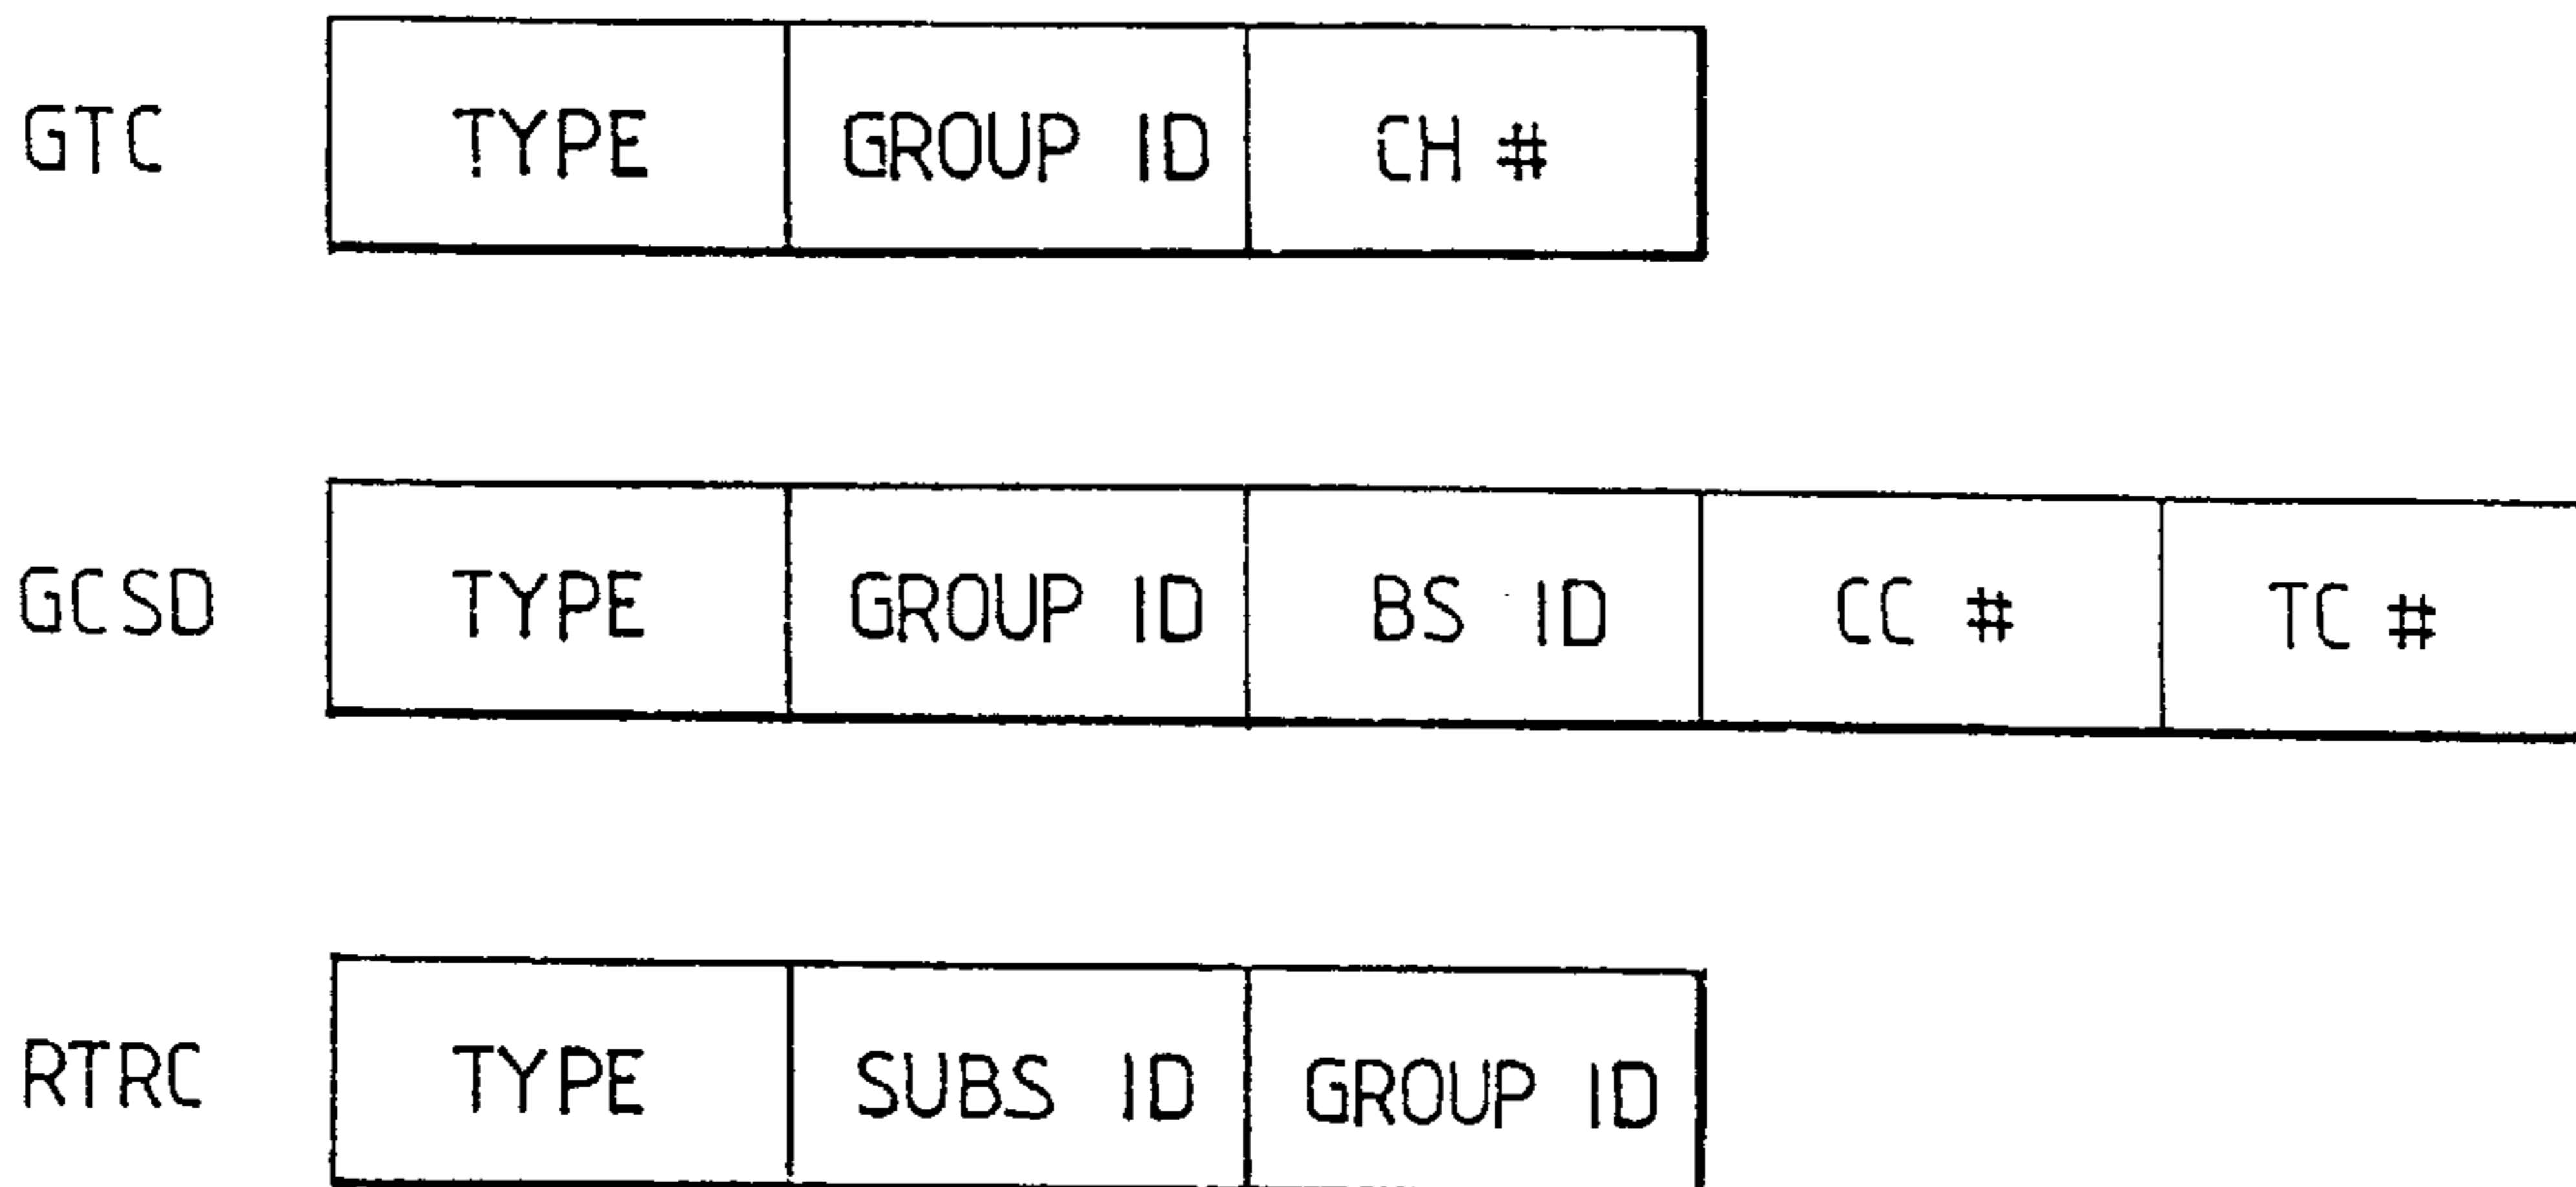 GTC TYPE GROUP ID CH #
GCSD TYPE GROUP ID BS ID CC # TC #
RTRC TYPE SUBS ID GROUP ID